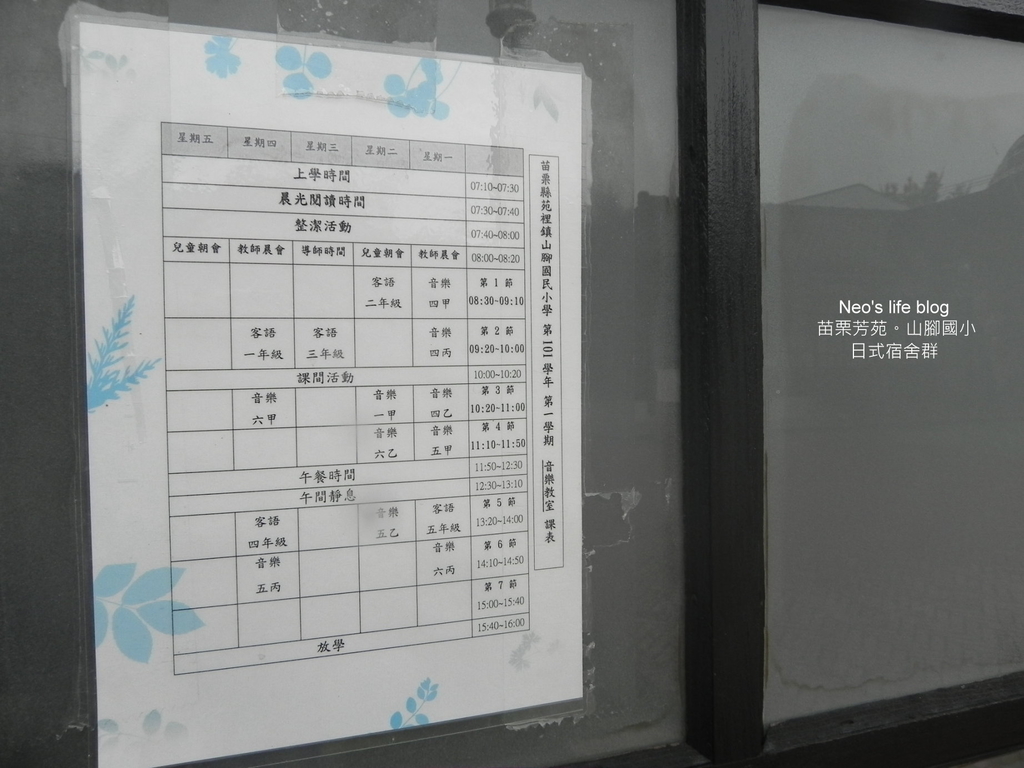 苗栗縣苑裡鎮山腳國民小學 第101學年 第一學期 音樂教室 課表
星期五 星期四 星期三 星期二 星期一
上學時間 07:10~07:30
晨光閱讀時間 07:30~07:40
整潔活動 07:40~08:00
兒童朝會 教師晨會 導師時間 兒童朝會 教師晨會 08:00~08:20
客語 音樂 第 1 節
二年級 四甲 08:30~09:10
客語 客語 音樂 第 2 節
一年級 三年級 四丙 09:20~10:00
課間活動 10:00~10:20
音樂 音樂 音樂 第 3 節
六甲 一甲 四乙 10:20~11:00
音樂 音樂 第 4 節
六乙 五甲 11:10~11:50
午餐時間 11:50~12:30
午間靜息 12:30~13:10
客語 音樂 客語 第 5 節
四年級 五乙 五年級 13:20~14:00
音樂 音樂 第 6 節
五丙 六丙 14:10~14:50
第 7 節
15:00~15:40
放學 15:40~16:00
Neo's life blog
苗栗芳苑。山腳國小
日式宿舍群